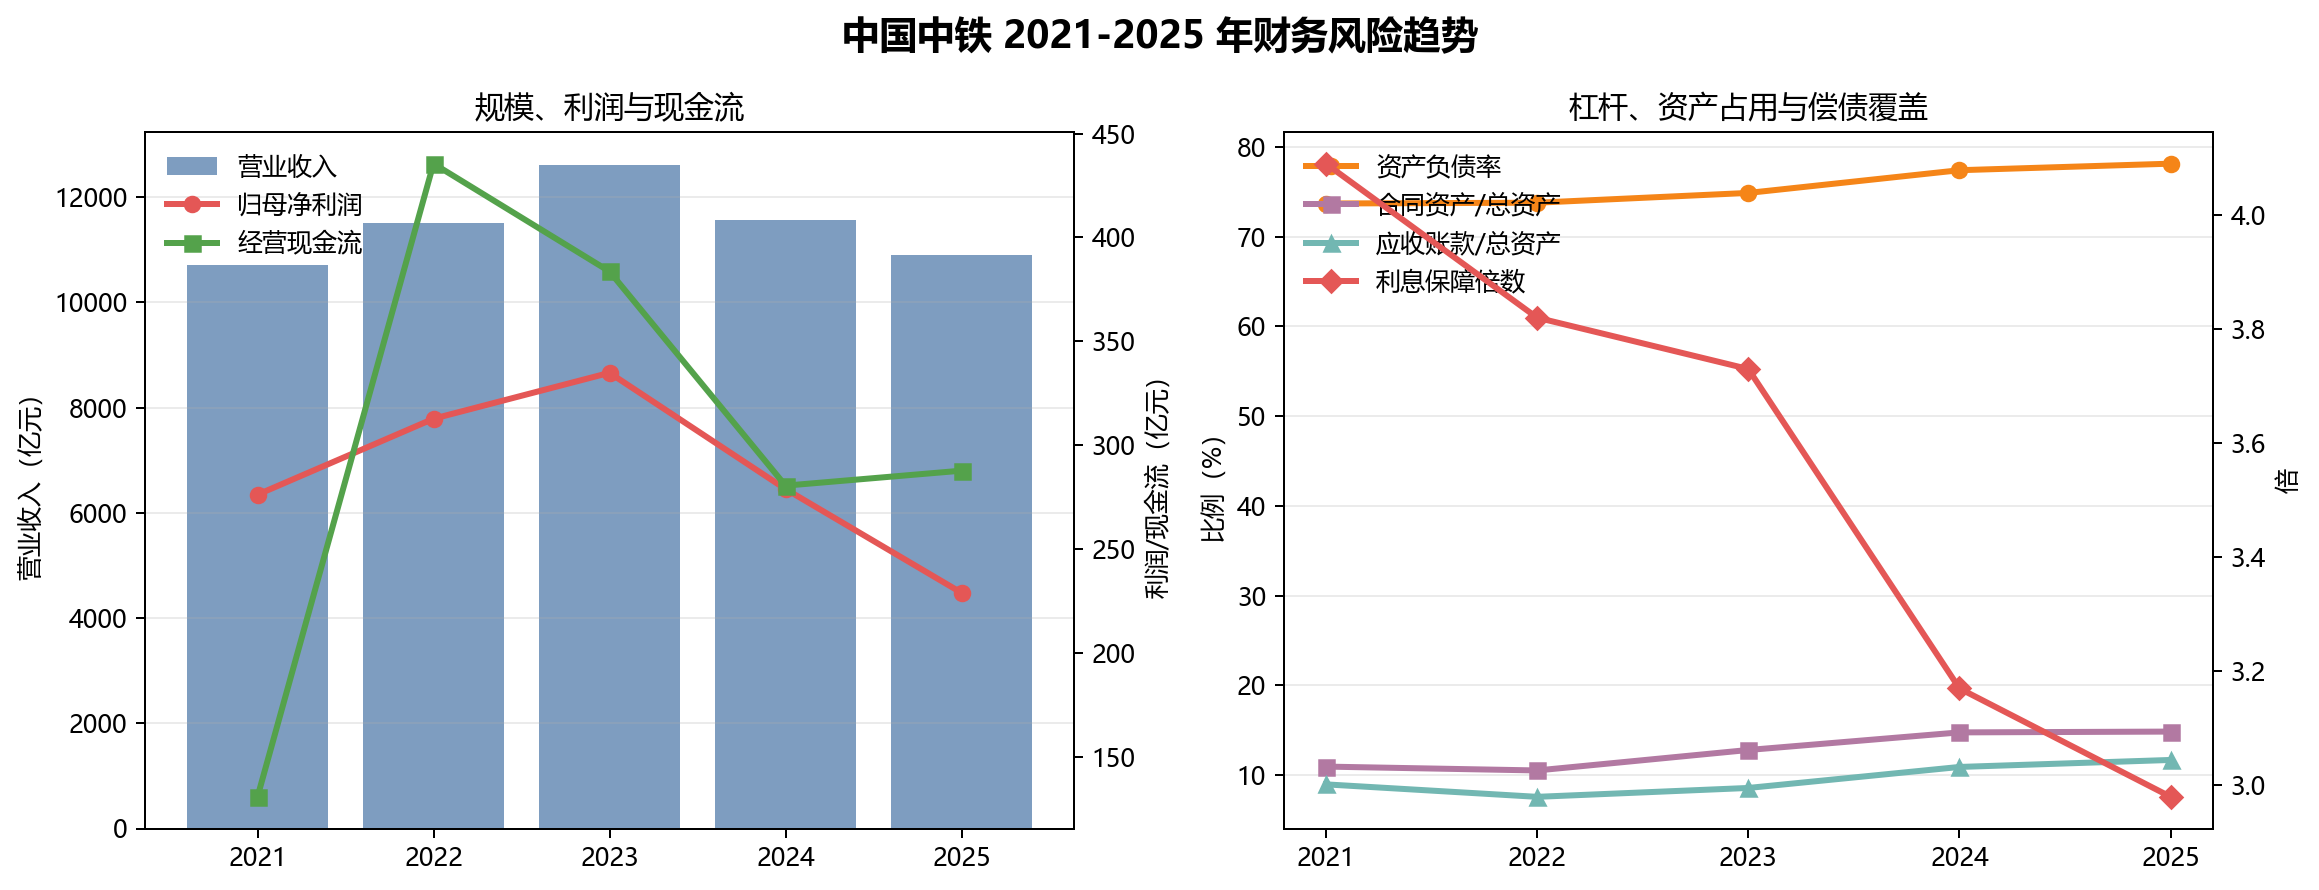 中国中铁 2021-2025 年财务风险趋势
规模、利润与现金流
营业收入
归母净利润
经营现金流
营业收入（亿元）
12000
10000
8000
6000
4000
2000
0
450
400
350
300
250
200
150
利润/现金流（亿元）
2021
2022
2023
2024
2025
杠杆、资产占用与偿债覆盖
资产负债率
合同资产/总资产
应收账款/总资产
利息保障倍数
比例（%）
80
70
60
50
40
30
20
10
4.0
3.8
3.6
3.4
3.2
3.0
倍
2021
2022
2023
2024
2025